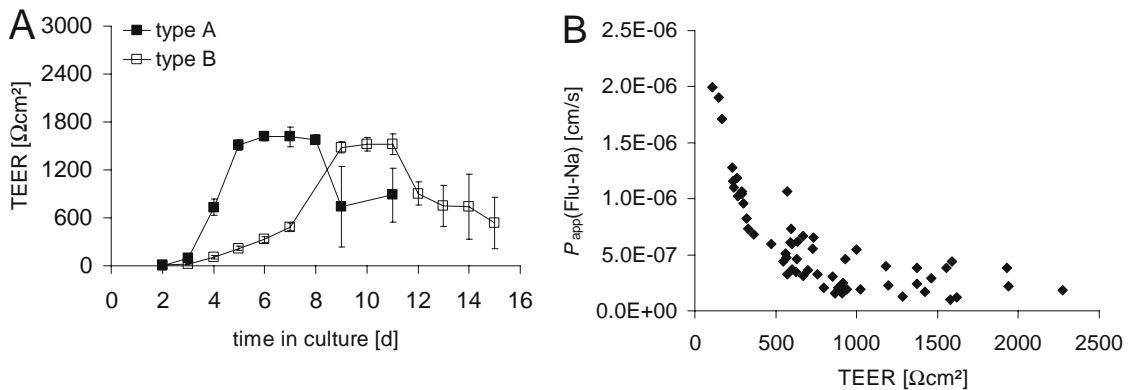 A
TEER [Ωcm²]
3000
2400
1800
1200
600
0
type A
type B
0 2 4 6 8 10 12 14 16
time in culture [d]
B
Papp(Flu-Na) [cm/s]
2.5E-06
2.0E-06
1.5E-06
1.0E-06
5.0E-07
0.0E+00
0 500 1000 1500 2000 2500
TEER [Ωcm²]